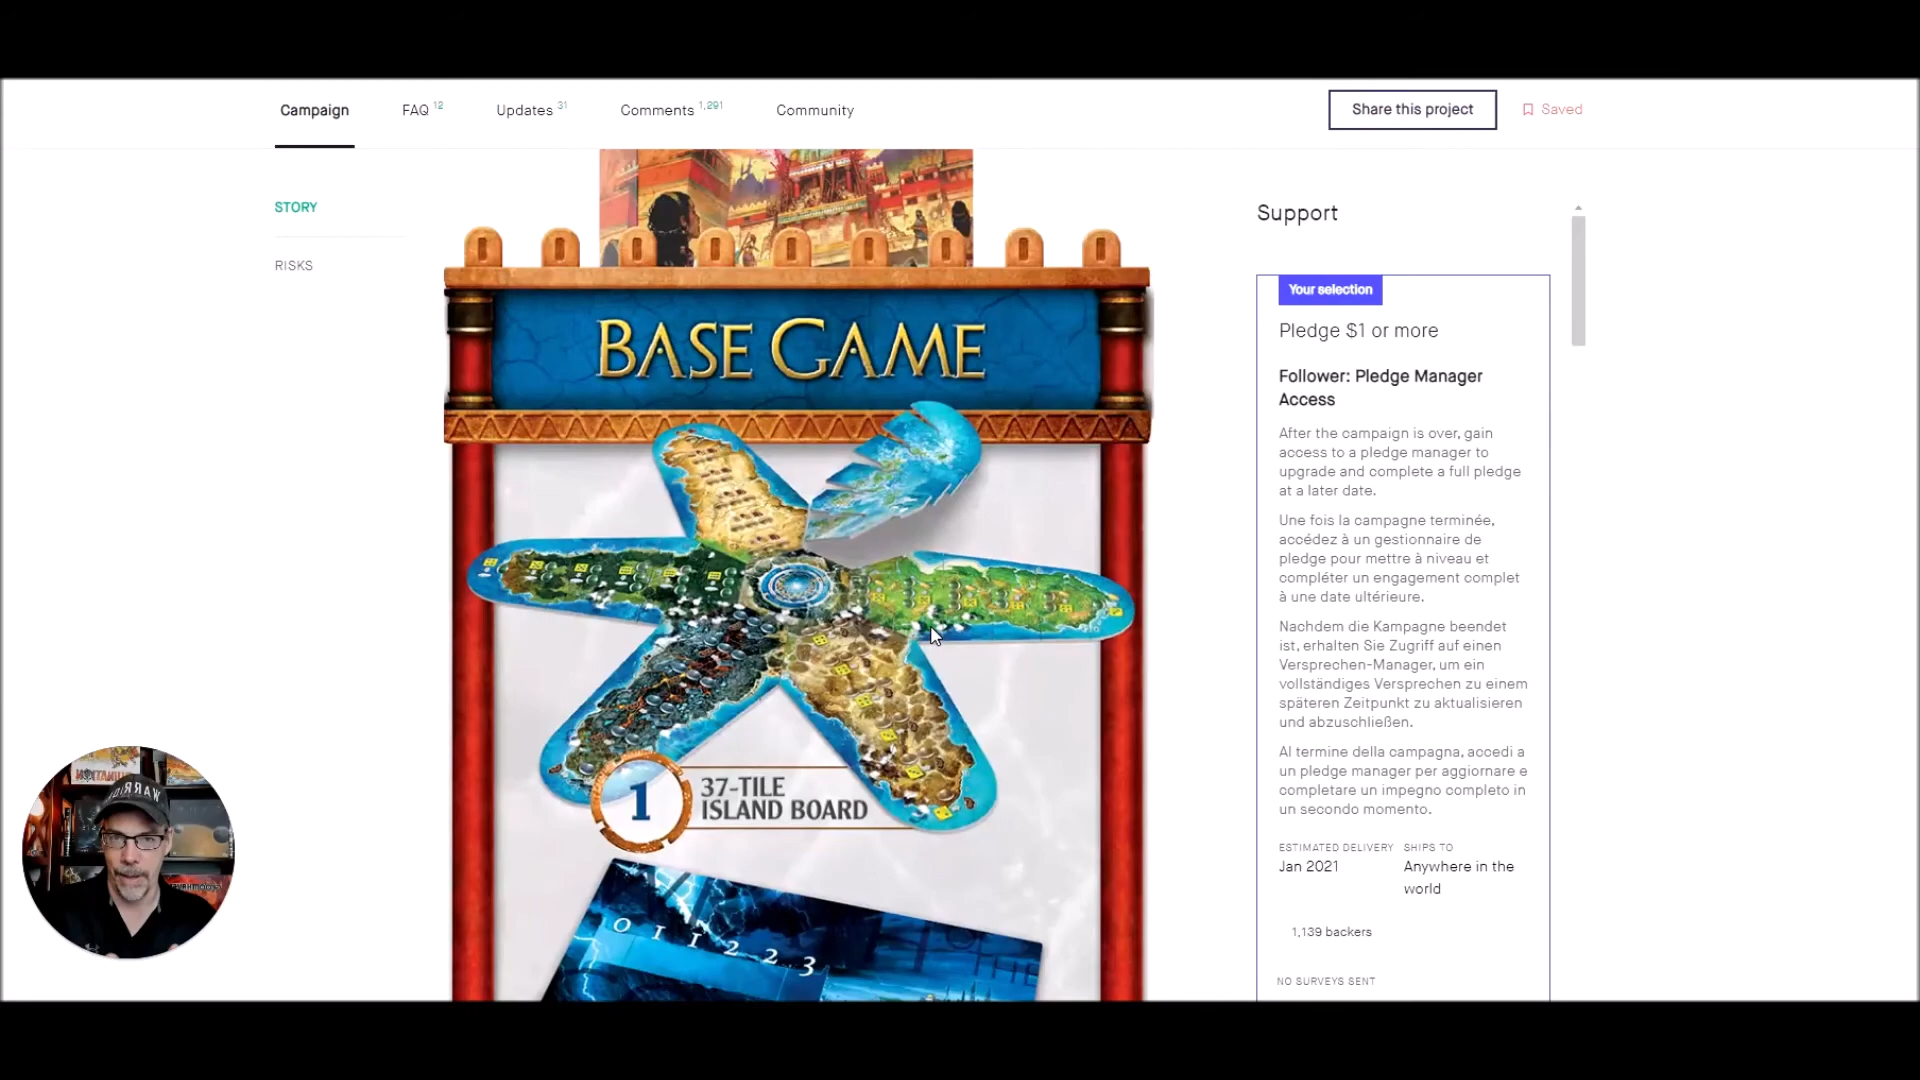 Campaign
FAQ 12
Updates 31
Comments 1,291
Community
Share this project
Saved
STORY
RISKS
BASE GAME
1
37-TILE
ISLAND BOARD
0 1 1 2 2 3
Support
Your selection
Pledge $1 or more
Follower: Pledge Manager
Access
After the campaign is over, gain
access to a pledge manager to
upgrade and complete a full pledge
at a later date.
Une fois la campagne terminée,
accédez à un gestionnaire de
pledge pour mettre à niveau et
compléter un engagement complet
à une date ultérieure.
Nachdem die Kampagne beendet
ist, erhalten Sie Zugriff auf einen
Versprechen-Manager, um ein
vollständiges Versprechen zu einem
späteren Zeitpunkt zu aktualisieren
und abzuschließen.
Al termine della campagna, accedi a
un pledge manager per aggiornare e
completare un impegno completo in
un secondo momento.
ESTIMATED DELIVERY
Jan 2021
SHIPS TO
Anywhere in the
world
1,139 backers
NO SURVEYS SENT